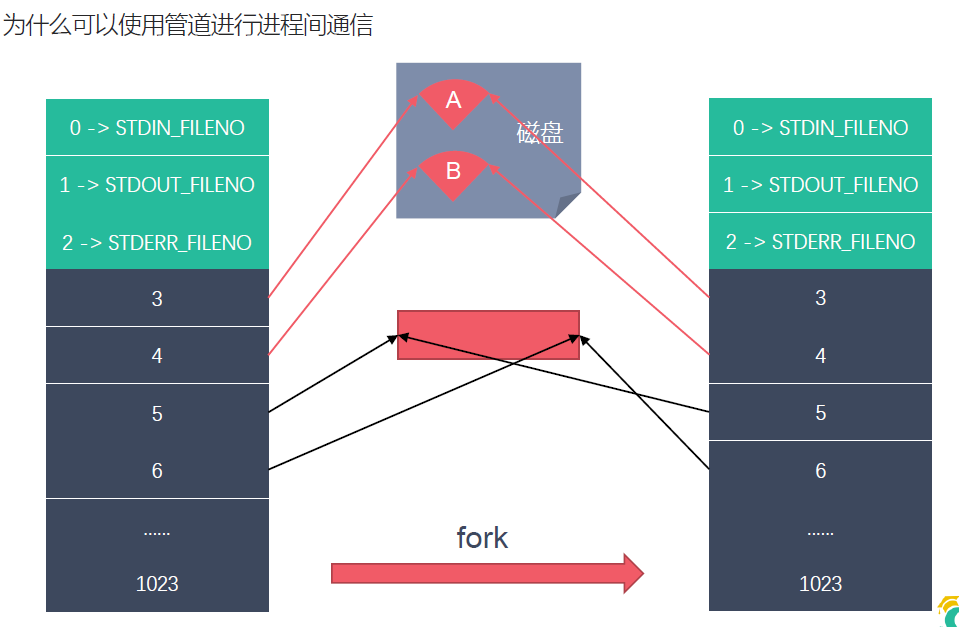 为什么可以使用管道进行进程间通信
0 -> STDIN_FILENO
1 -> STDOUT_FILENO
2 -> STDERR_FILENO
3
4
5
6
......
1023
A
磁盘
B
fork
0 -> STDIN_FILENO
1 -> STDOUT_FILENO
2 -> STDERR_FILENO
3
4
5
6
......
1023